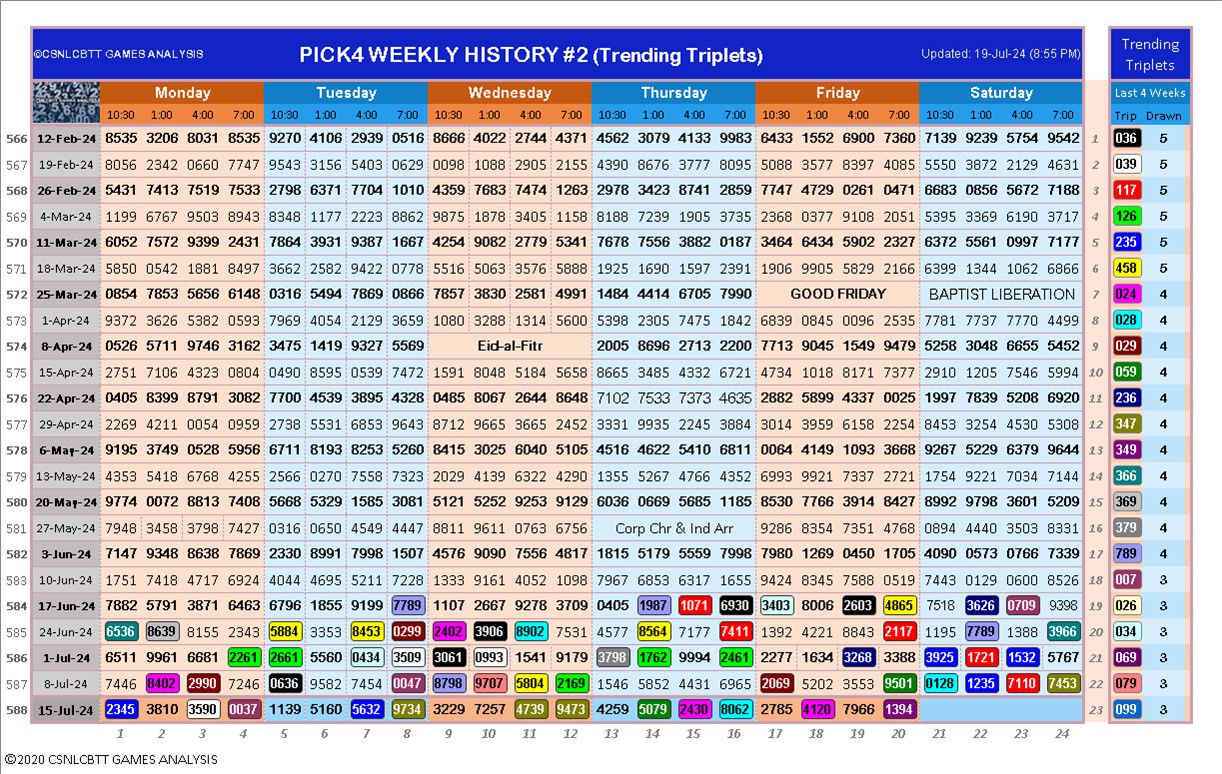 ©CSNLCBTT GAMES ANALYSIS PICK4 WEEKLY HISTORY #2 (Trending Triplets) Updated: 19-Jul-24 (8:55 PM) Trending Triplets
Monday Tuesday Wednesday Thursday Friday Saturday Last 4 Weeks
10:30 1:00 4:00 7:00 10:30 1:00 4:00 7:00 10:30 1:00 4:00 7:00 10:30 1:00 4:00 7:00 10:30 1:00 4:00 7:00 10:30 1:00 4:00 7:00 Trip Drawn
566 12-Feb-24 8535 3206 8031 8535 9270 4106 2939 0516 8666 4022 2744 4371 4562 3079 4133 9983 6433 1552 6900 7360 7139 9239 5754 9542 1 036 5
567 19-Feb-24 8056 2342 0660 7747 9543 3156 5403 0629 0098 1088 2905 2155 4390 8676 3777 8095 5088 3577 8397 4085 5550 3872 2129 4631 2 039 5
568 26-Feb-24 5431 7413 7519 7533 2798 6371 7704 1010 4359 7683 7474 1263 2978 3423 8741 2859 7747 4729 0261 0471 6683 0856 5672 7188 3 117 5
569 4-Mar-24 1199 6767 9503 8943 8348 1177 2223 8862 9875 1878 3405 1158 8188 7239 1905 3735 2368 0377 9108 2051 5395 3369 6190 3717 4 126 5
570 11-Mar-24 6052 7572 9399 2431 7864 3931 9387 1667 4254 9082 2779 5341 7678 7556 3882 0187 3464 6434 5902 2327 6372 5561 0997 7177 5 235 5
571 18-Mar-24 5850 0542 1881 8497 3662 2582 9422 0778 5516 5063 3576 5888 1925 1690 1597 2391 1906 9905 5829 2166 6399 1344 1062 6866 6 458 5
572 25-Mar-24 0854 7853 5656 6148 0316 5494 7869 0866 5857 3830 2581 4991 1484 4414 6705 7990 GOOD FRIDAY BAPTIST LIBERATION 7 024 4
573 1-Apr-24 9372 3626 5382 0593 7969 4054 2129 3659 1080 3288 1314 5600 5398 2305 7475 1842 6839 0845 0096 2535 7781 7737 7770 4499 8 028 4
574 8-Apr-24 0526 5711 9746 3162 3475 1419 9327 5569 Eid-al-Fitr 2005 8696 2713 2200 7713 9045 1549 9479 5258 3048 6655 5452 9 029 4
575 15-Apr-24 2751 7106 4323 0804 0490 8595 0539 7472 1591 8048 5184 5658 8665 3485 4332 6721 4734 1018 8171 7377 2910 1205 7546 5994 10 059 4
576 22-Apr-24 0405 8399 8791 3082 7700 4539 3895 4328 0485 8067 2644 8648 7102 7533 7373 4635 2882 5899 4337 0025 1997 7839 5208 6920 11 236 4
577 29-Apr-24 2269 4211 0054 0959 2738 5531 6853 9643 8712 9665 3665 2452 3331 9935 2245 3884 3014 3959 6158 2254 8453 3254 4530 5308 12 347 4
578 6-May-24 9195 3749 0528 5956 6711 8193 8253 5260 8415 3025 6040 5105 4516 4622 5410 6811 0064 4149 1093 3668 9267 5229 6379 9644 13 349 4
579 13-May-24 4353 5418 6768 4255 2566 0270 7558 7323 2029 4139 6322 4290 1355 5267 4766 4352 6993 9921 7337 2721 1754 9221 7034 7144 14 366 4
580 20-May-24 9774 0072 8813 7408 5668 5329 1585 3081 5121 5252 9253 9129 6036 0669 5685 1185 8530 7766 3914 8427 8992 9798 3601 5209 15 369 4
581 27-May-24 7948 3458 3798 7427 0316 0650 4549 4447 8811 9611 0763 6756 Corp Chr & Ind Arr 9286 8354 7351 4768 0894 4440 3503 8331 16 379 4
582 3-Jun-24 7147 9348 8638 7869 2330 8991 7998 1507 4576 9090 7556 4817 1815 5179 5559 7998 7980 1269 0450 1705 4090 0573 0766 7339 17 789 4
583 10-Jun-24 1751 7418 4717 6924 4044 4695 5211 7228 1333 9161 4052 1098 7967 6853 6317 1655 9424 8345 7588 0519 7443 0129 0600 8526 18 007 3
584 17-Jun-24 7882 5791 3871 6463 6796 1855 9199 7789 1107 2667 9278 3709 0405 1987 1071 6930 3403 8006 2603 4865 7518 3626 0709 9398 19 026 3
585 24-Jun-24 6536 8639 8155 2343 5884 3353 8453 0299 2402 3906 8902 7531 4577 8564 7177 7411 1392 4221 8843 2117 1195 7789 1388 3966 20 034 3
586 1-Jul-24 6511 9961 6681 2261 2661 5560 0434 3509 3061 0993 1541 9179 3798 1762 9994 2461 2277 1634 3268 3388 3925 1721 1532 5767 21 069 3
587 8-Jul-24 7446 8402 2990 7246 0636 9582 7454 0047 8798 9707 5804 2169 1546 5852 4431 6965 2069 5202 3553 9501 0128 1235 7110 7453 22 079 3
588 15-Jul-24 2345 3810 3590 0037 1139 5160 5632 9734 3229 7257 4739 9473 4259 5079 2430 8062 2785 4120 7966 1394 23 099 3
1 2 3 4 5 6 7 8 9 10 11 12 13 14 15 16 17 18 19 20 21 22 23 24
©2020 CSNLCBTT GAMES ANALYSIS